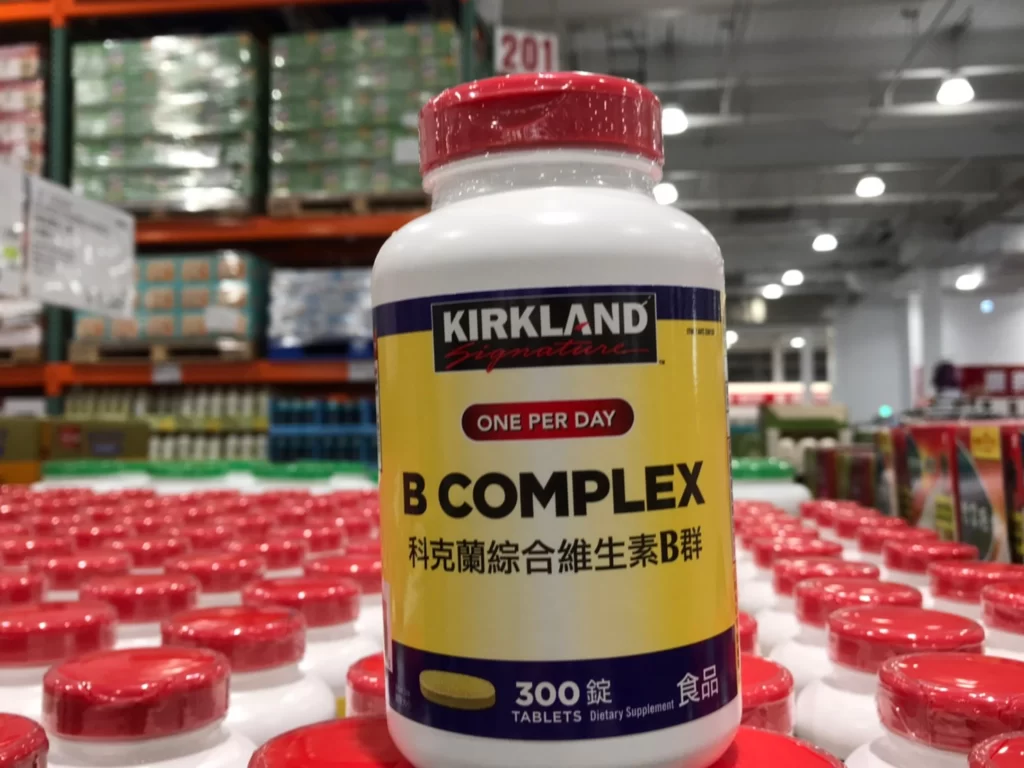 201
KIRKLAND
Signature
ONE PER DAY
B COMPLEX
科克蘭綜合維生素B群
300 錠
TABLETS Dietary Supplement 食品